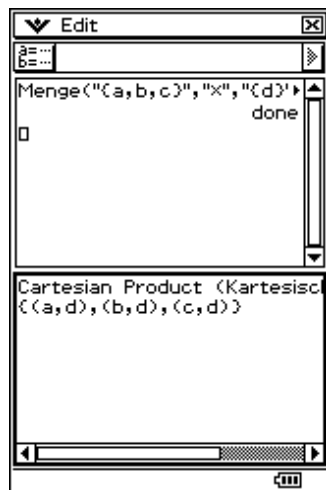 Edit
Menge("{a,b,c}","×","{d}'
done
Cartesian Product (Kartesisc
{(a,d),(b,d),(c,d)}